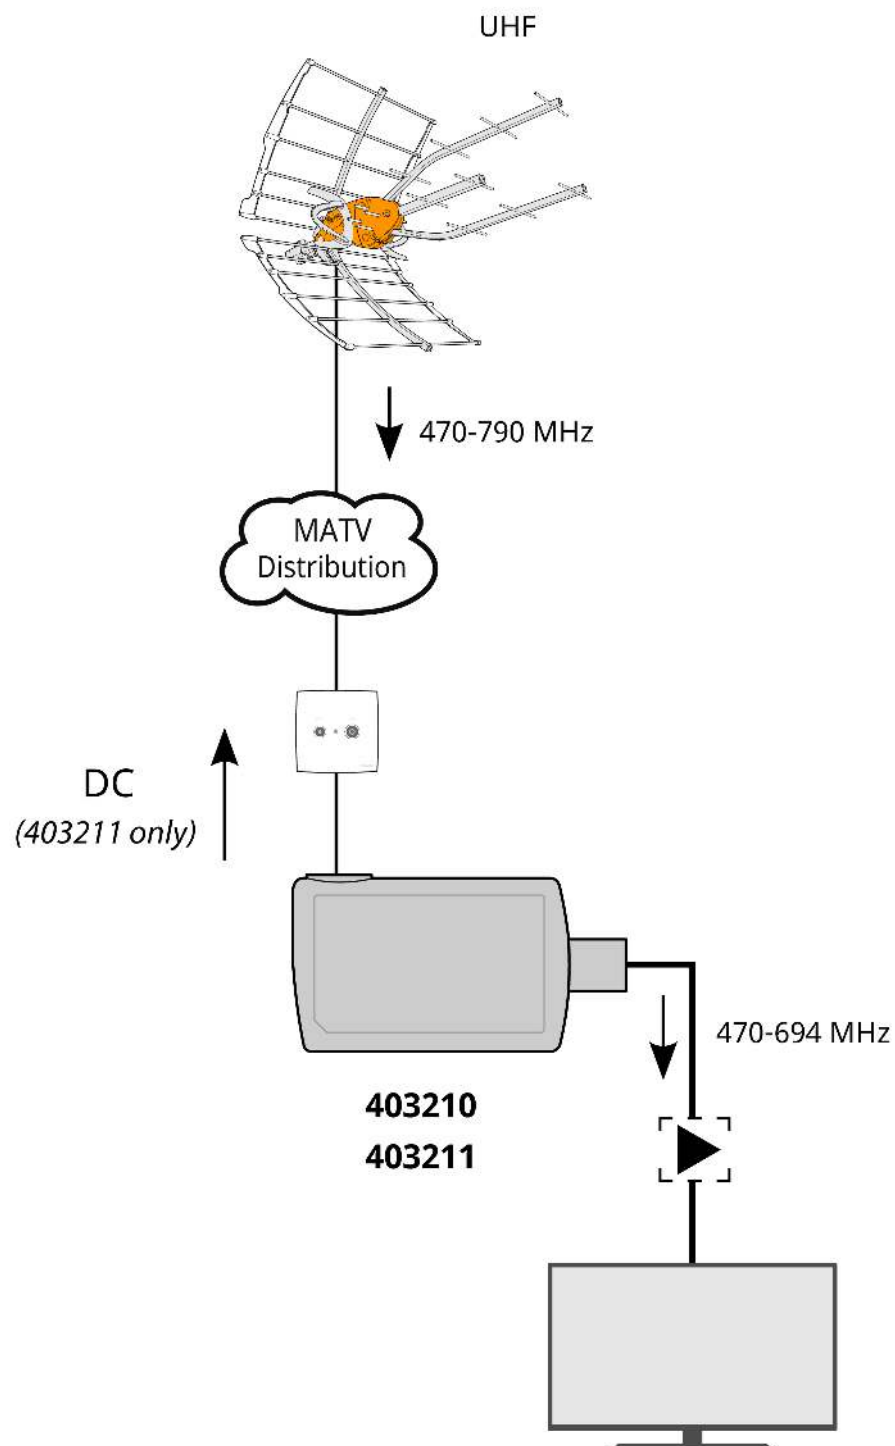 UHF
470-790 MHz
MATV
Distribution
DC
(403211 only)
470-694 MHz
403210
403211